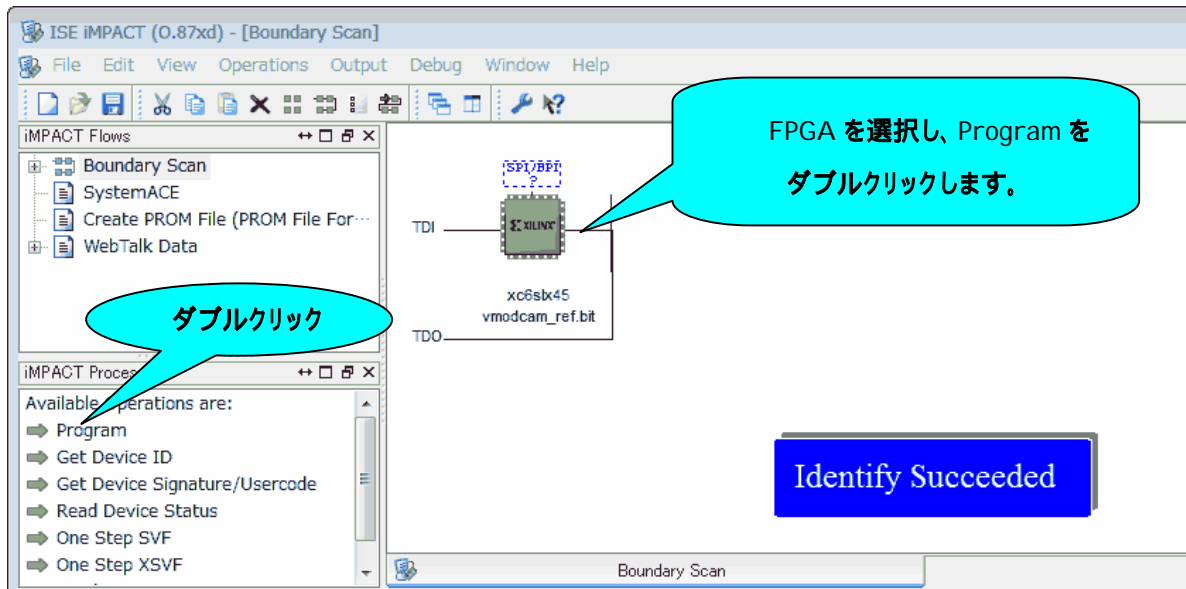 ISE iMPACT (O.87xd) - [Boundary Scan]
File Edit View Operations Output Debug Window Help
iMPACT Flows
Boundary Scan
SystemACE
Create PROM File (PROM File For···
WebTalk Data
ダブルクリック
iMPACT Proces
Available Operations are:
Program
Get Device ID
Get Device Signature/Usercode
Read Device Status
One Step SVF
One Step XSVF
FPGA を選択し、Program を
ダブルクリックします。
SPI/BPI
?
TDI
XILINX
xc6slx45
vmodcam_ref.bit
TDO
Identify Succeeded
Boundary Scan